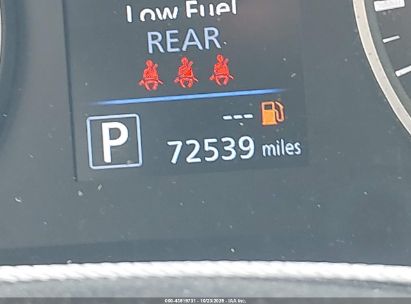 Low Fuel
REAR
---
P
72539 miles